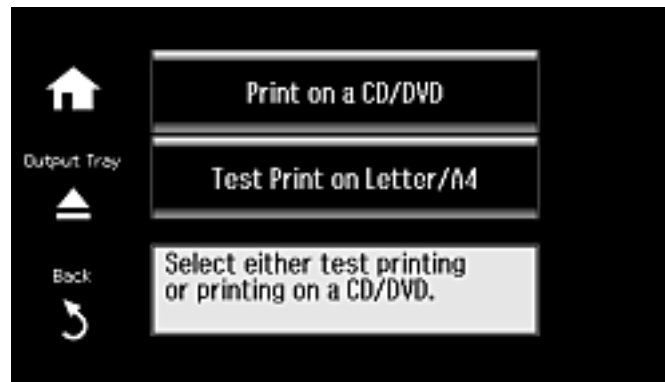 Print on a CD/DVD
Output Tray
Test Print on Letter/A4
Back
Select either test printing
or printing on a CD/DVD.